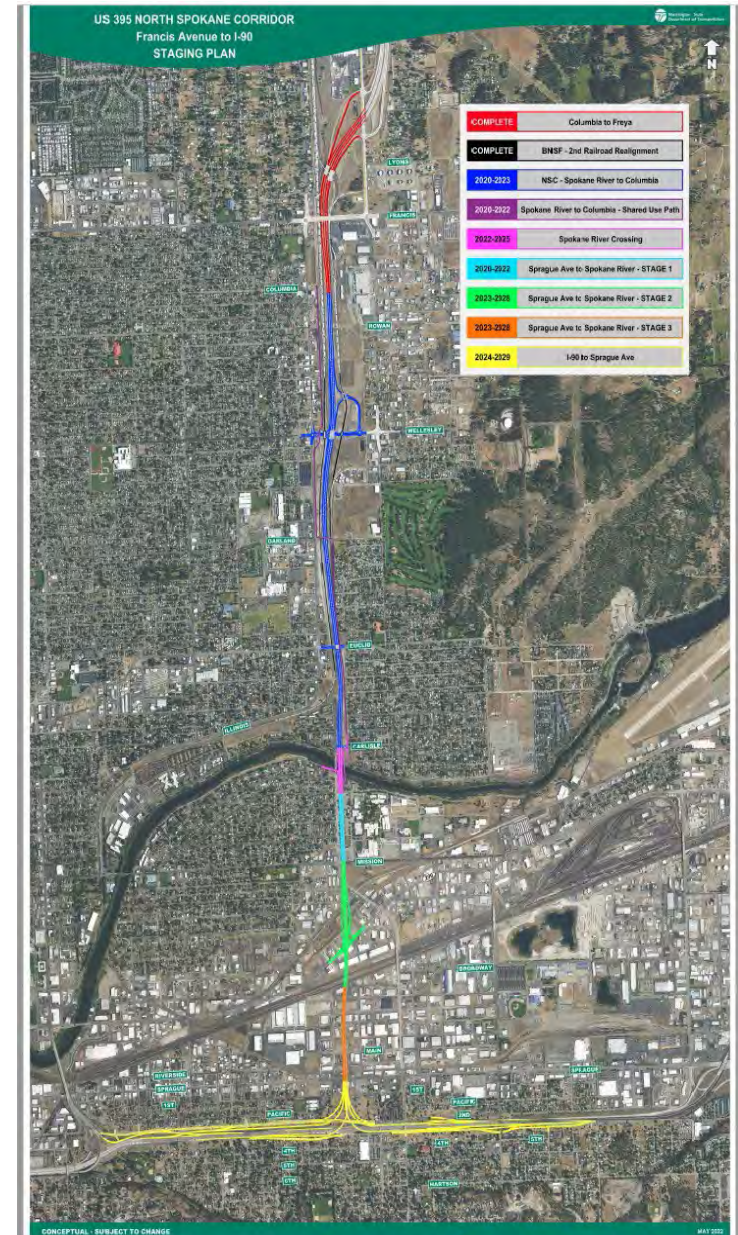 US 395 NORTH SPOKANE CORRIDOR
Francis Avenue to I-90
STAGING PLAN
Washington State
Department of Transportation
N
COMPLETE Columbia to Freya
COMPLETE BNSF - 2nd Railroad Realignment
2020-2023 NSC - Spokane River to Columbia
2020-2022 Spokane River to Columbia - Shared Use Path
2022-2025 Spokane River Crossing
2020-2022 Sprague Ave to Spokane River - STAGE 1
2023-2026 Sprague Ave to Spokane River - STAGE 2
2023-2028 Sprague Ave to Spokane River - STAGE 3
2024-2029 I-90 to Sprague Ave
LYONS
FRANCIS
COLUMBIA
ROWAN
WELLESLEY
GARLAND
EUCLID
ILLINOIS
CARLISLE
MISSION
BROADWAY
MAIN
RIVERSIDE
SPRAGUE
SPRAGUE
1ST
1ST
PACIFIC
PACIFIC
2ND
4TH
4TH
5TH
5TH
6TH
HARTSON
CONCEPTUAL - SUBJECT TO CHANGE
MAY 2022